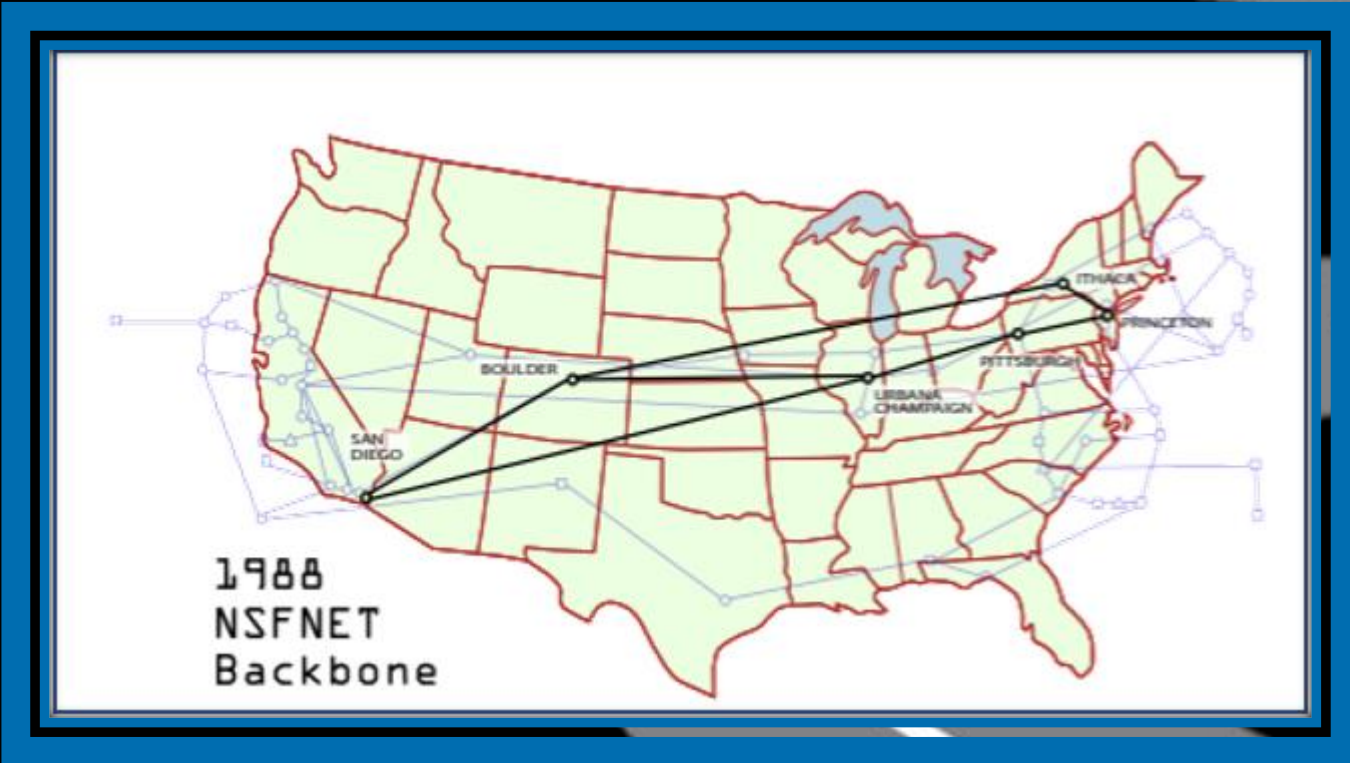 ITHACA
PRINCETON
PITTSBURGH
BOULDER
URBANA
CHAMPAIGN
SAN
DIEGO
1988
NSFNET
Backbone